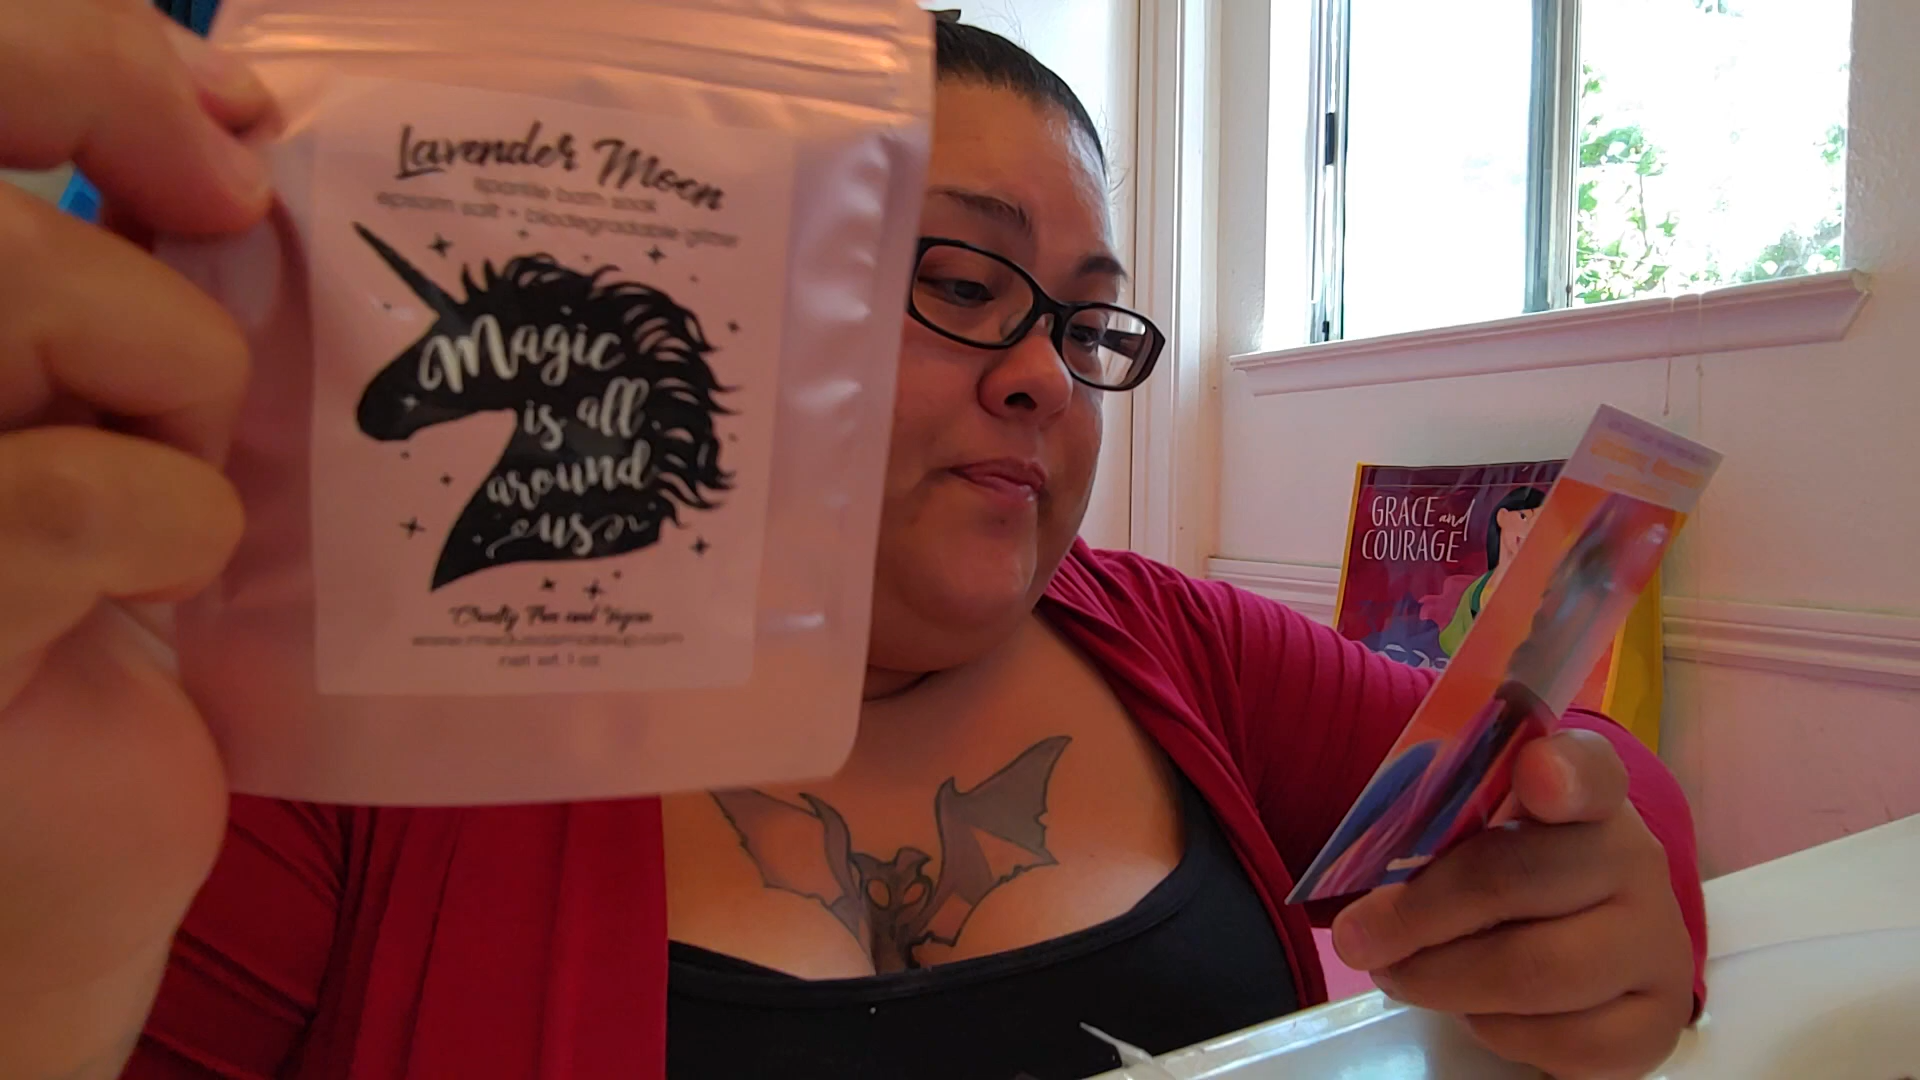 Lavender Moon
sparkle bath soak
epsom salt • biodegradable glitter
Magic
is all
around
us
Cruelty Free and Vegan
net wt. 1 oz
GRACE and
COURAGE